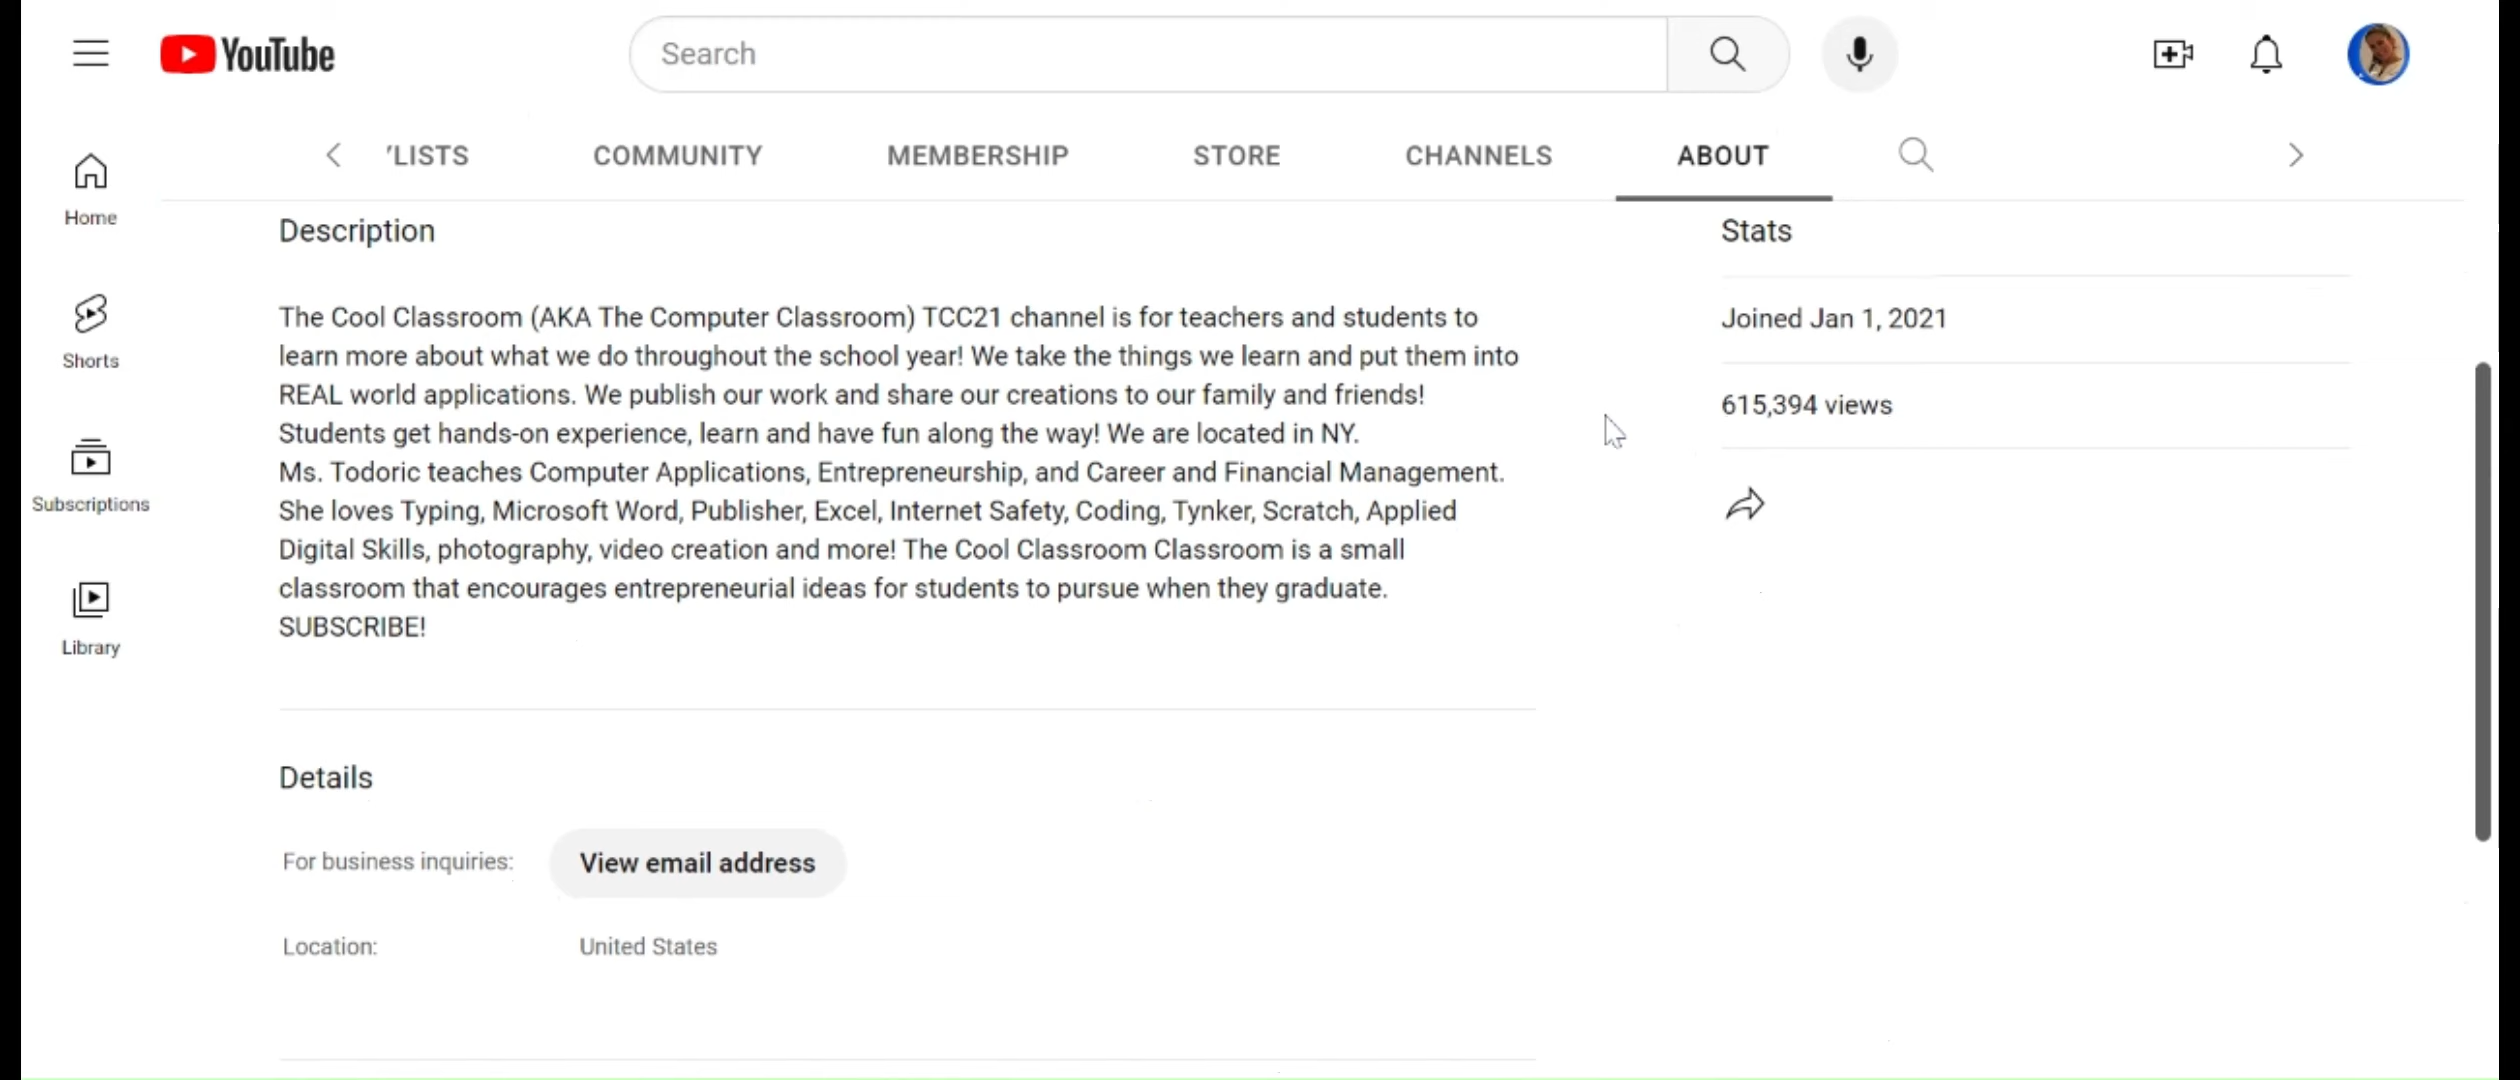 YouTube
Search
'LISTS COMMUNITY MEMBERSHIP STORE CHANNELS ABOUT
Home
Shorts
Subscriptions
Library
Description
The Cool Classroom (AKA The Computer Classroom) TCC21 channel is for teachers and students to
learn more about what we do throughout the school year! We take the things we learn and put them into
REAL world applications. We publish our work and share our creations to our family and friends!
Students get hands-on experience, learn and have fun along the way! We are located in NY.
Ms. Todoric teaches Computer Applications, Entrepreneurship, and Career and Financial Management.
She loves Typing, Microsoft Word, Publisher, Excel, Internet Safety, Coding, Tynker, Scratch, Applied
Digital Skills, photography, video creation and more! The Cool Classroom Classroom is a small
classroom that encourages entrepreneurial ideas for students to pursue when they graduate.
SUBSCRIBE!
Details
For business inquiries: View email address
Location: United States
Stats
Joined Jan 1, 2021
615,394 views